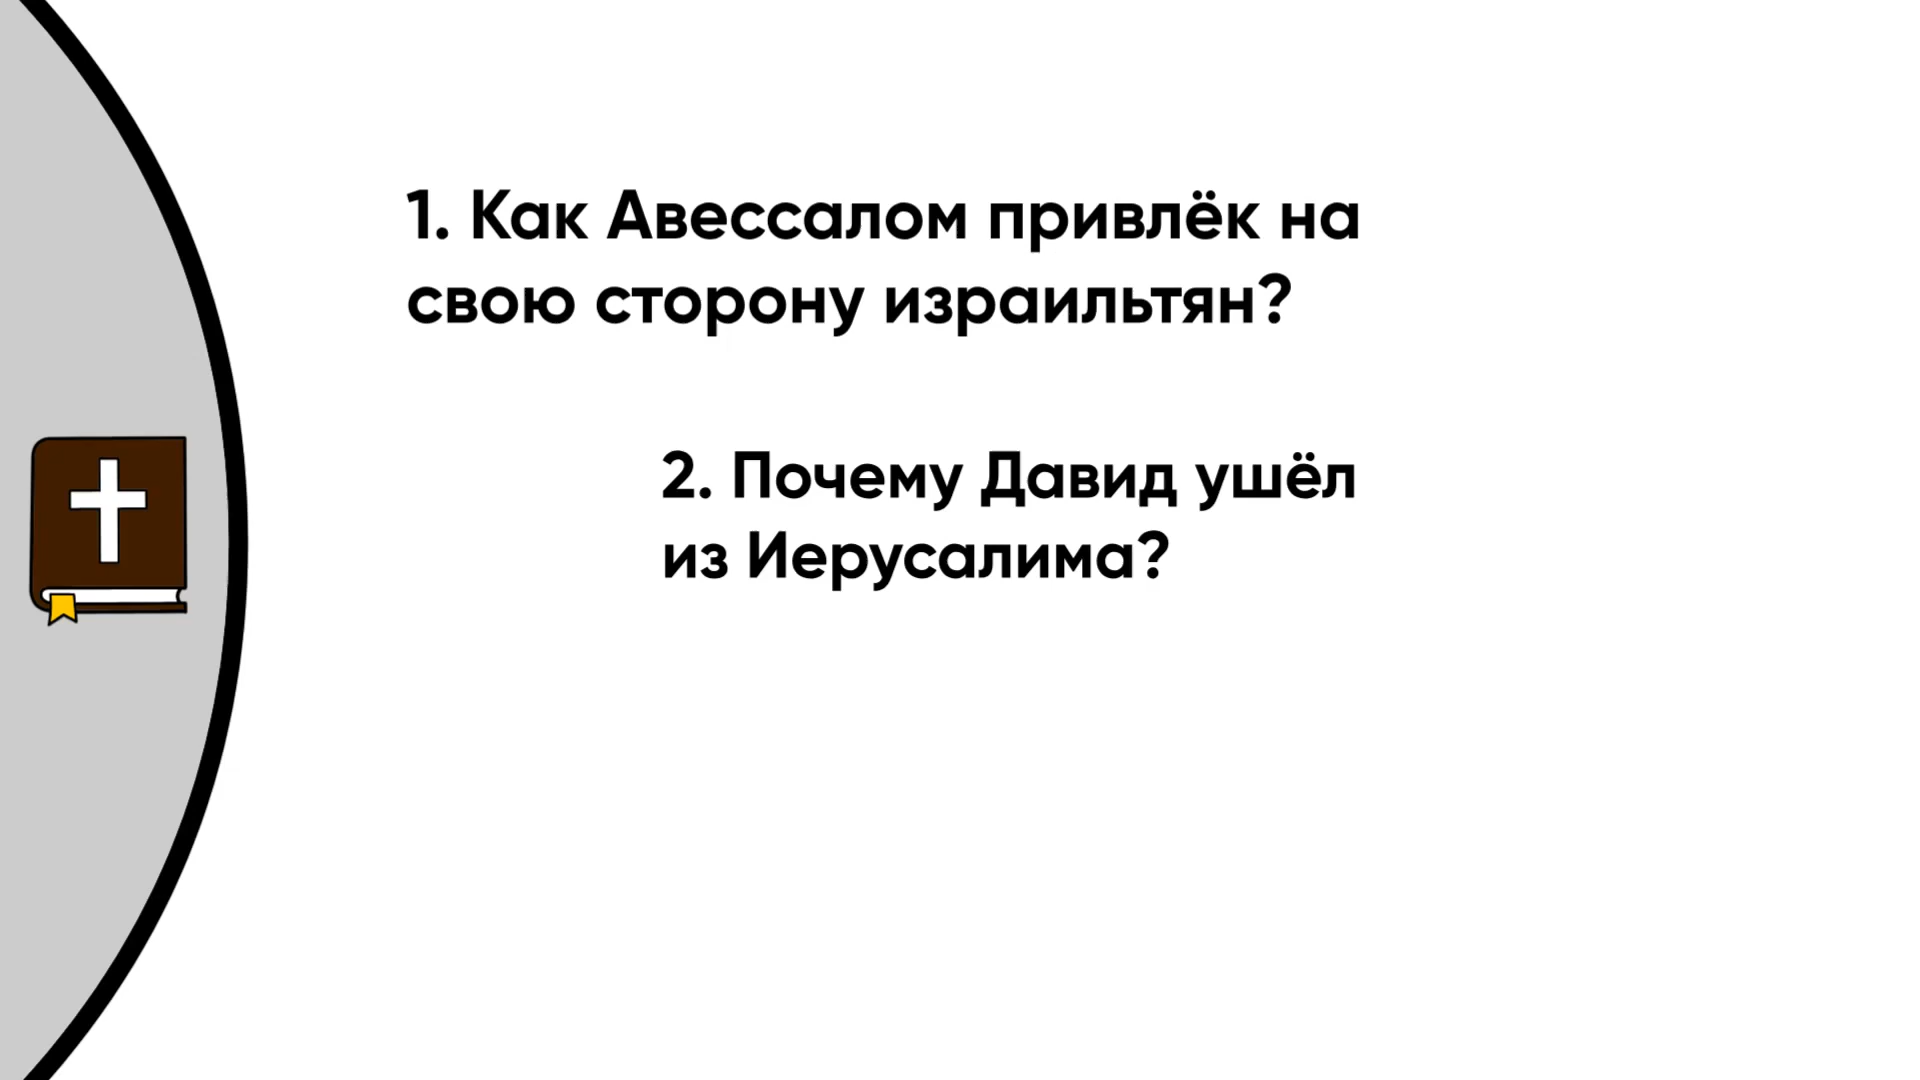 1. Как Авессалом привлёк на
свою сторону израильтян?
2. Почему Давид ушёл
из Иерусалима?